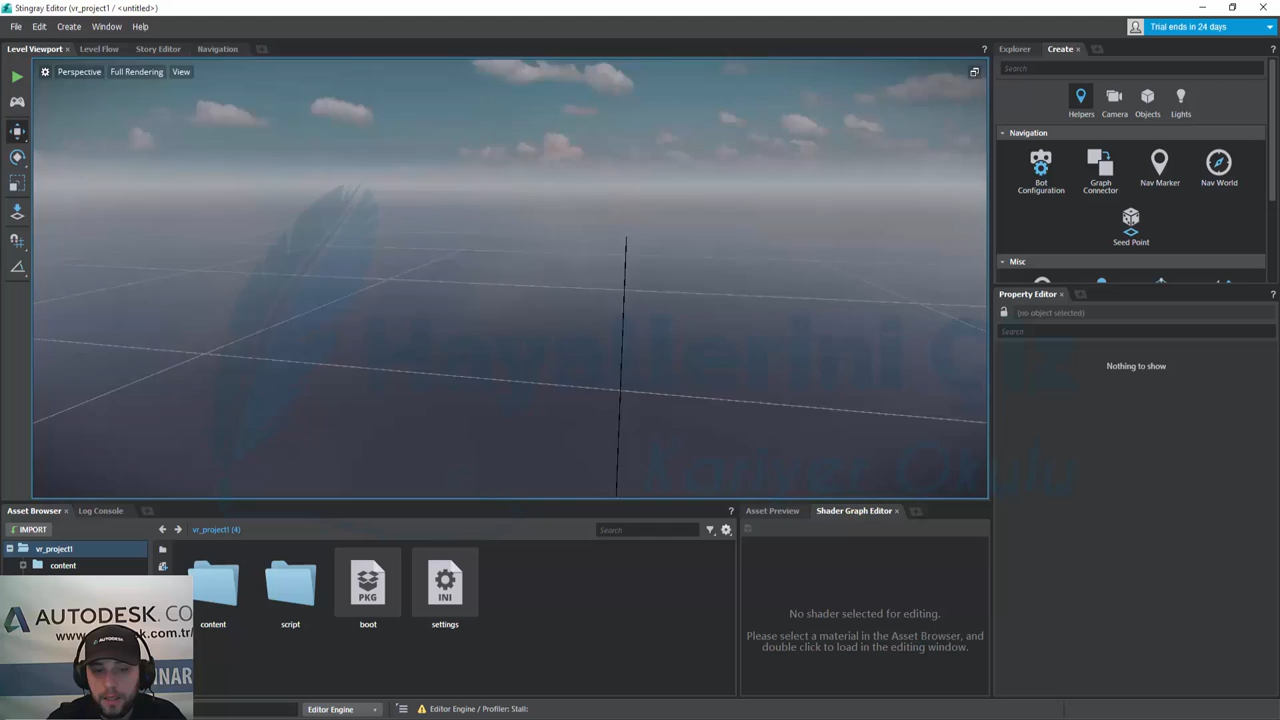 Stingray Editor (vr_project1 / <untitled>)
File Edit Create Window Help
Trial ends in 24 days
Level Viewport Level Flow Story Editor Navigation
Explorer Create
Perspective Full Rendering View
Search
Helpers Camera Objects Lights
Navigation
Bot Configuration
Graph Connector
Nav Marker
Nav World
Seed Point
Misc
Property Editor
(no object selected)
Search
Nothing to show
Hayallerini Çiz
Kariyer Okulu
Asset Browser Log Console
IMPORT
vr_project1 (4)
Search
vr_project1
content
content script boot settings
PKG
INI
Asset Preview Shader Graph Editor
No shader selected for editing.
Please select a material in the Asset Browser, and
double click to load in the editing window.
AUTODESK.CO
Editor Engine
Editor Engine / Profiler: Stall: